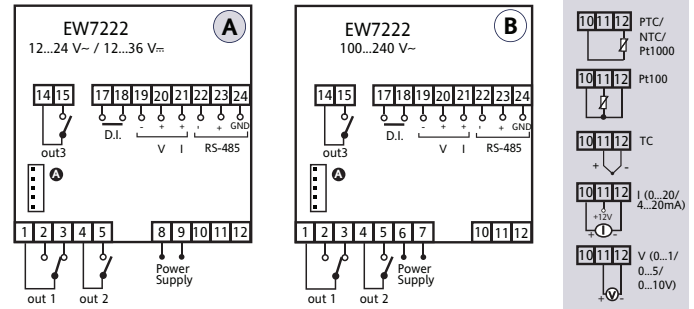 EW7222
A
12...24 V~ / 12...36 V⎓
14 15
17 18 19 20 21 22 23 24
D.I.
- + + - + GND
V I RS-485
out3
A
1 2 3 4 5
8 9 10 11 12
Power
Supply
out 1 out 2
EW7222
B
100...240 V~
14 15
17 18 19 20 21 22 23 24
D.I.
- + + - + GND
V I RS-485
out3
A
1 2 3 4 5 6 7
10 11 12
Power
Supply
out 1 out 2
10 11 12
PTC/
NTC/
Pt1000
10 11 12
Pt100
10 11 12
TC
+ -
10 11 12
I (0...20/
4...20mA)
+12V
+ I -
10 11 12
V (0...1/
0...5/
0...10V)
+ V -